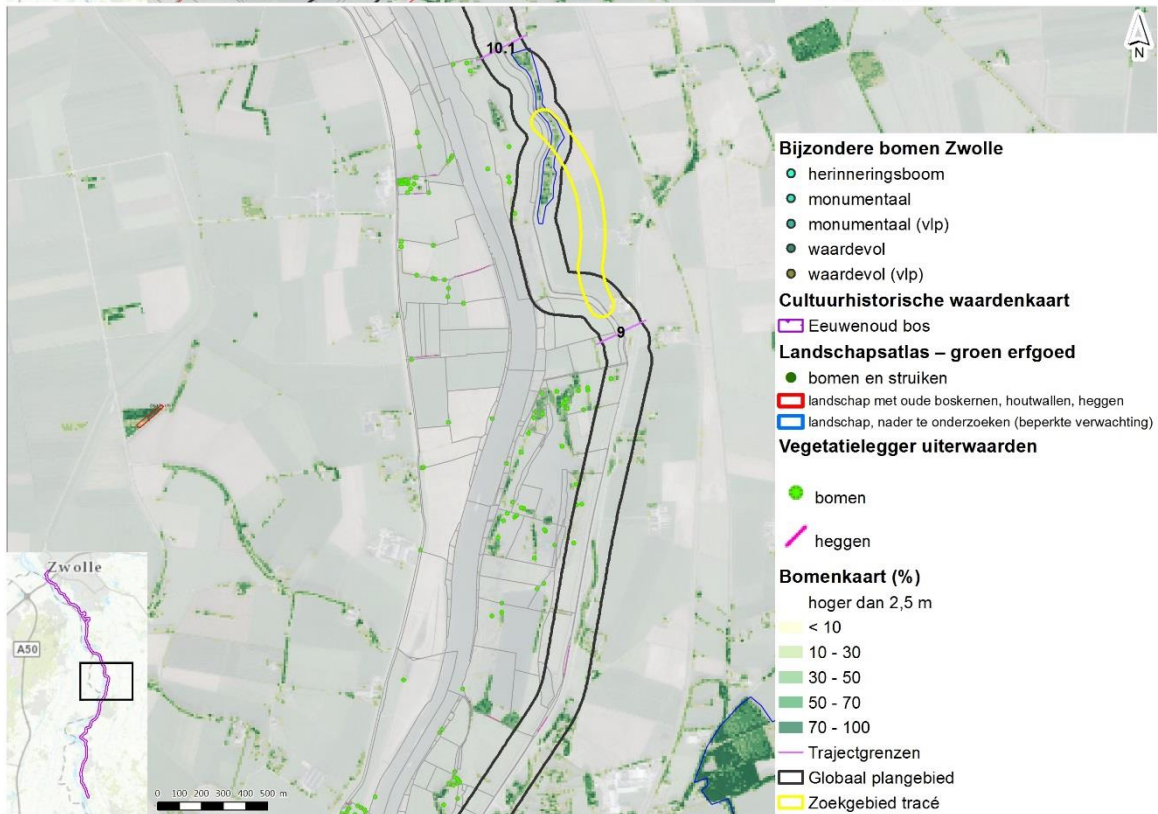 10.1
N
9
Bijzondere bomen Zwolle
herinneringsboom
monumentaal
monumentaal (vlp)
waardevol
waardevol (vlp)
Cultuurhistorische waardenkaart
Eeuwenoud bos
Landschapsatlas – groen erfgoed
bomen en struiken
landschap met oude boskernen, houtwallen, heggen
landschap, nader te onderzoeken (beperkte verwachting)
Vegetatielegger uiterwaarden
bomen
heggen
Bomenkaart (%)
hoger dan 2,5 m
< 10
10 - 30
30 - 50
50 - 70
70 - 100
Trajectgrenzen
Globaal plangebied
Zoekgebied tracé
Zwolle
A50
0 100 200 300 400 500 m